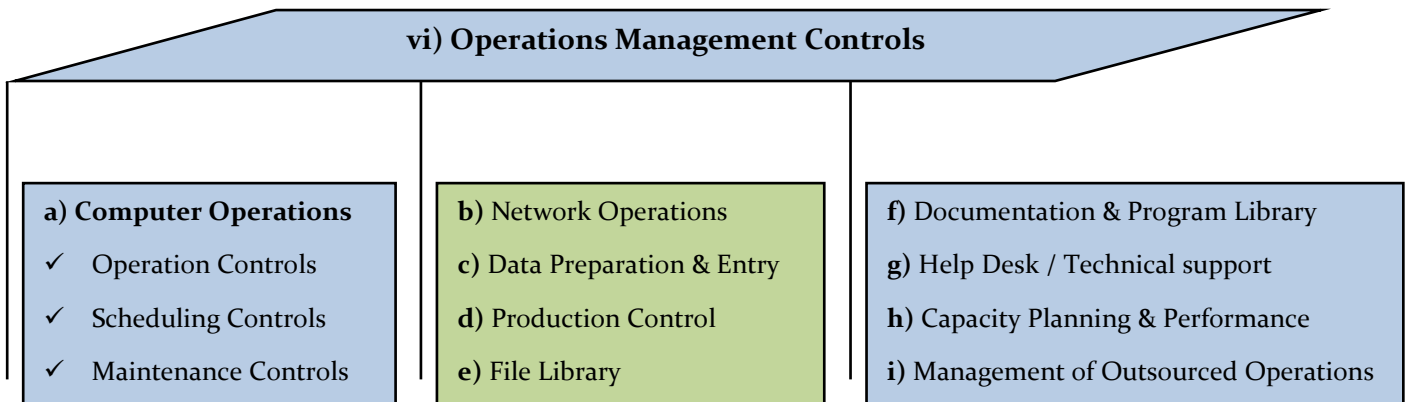 vi) Operations Management Controls
a) Computer Operations
✓ Operation Controls
✓ Scheduling Controls
✓ Maintenance Controls
b) Network Operations
c) Data Preparation & Entry
d) Production Control
e) File Library
f) Documentation & Program Library
g) Help Desk / Technical support
h) Capacity Planning & Performance
i) Management of Outsourced Operations